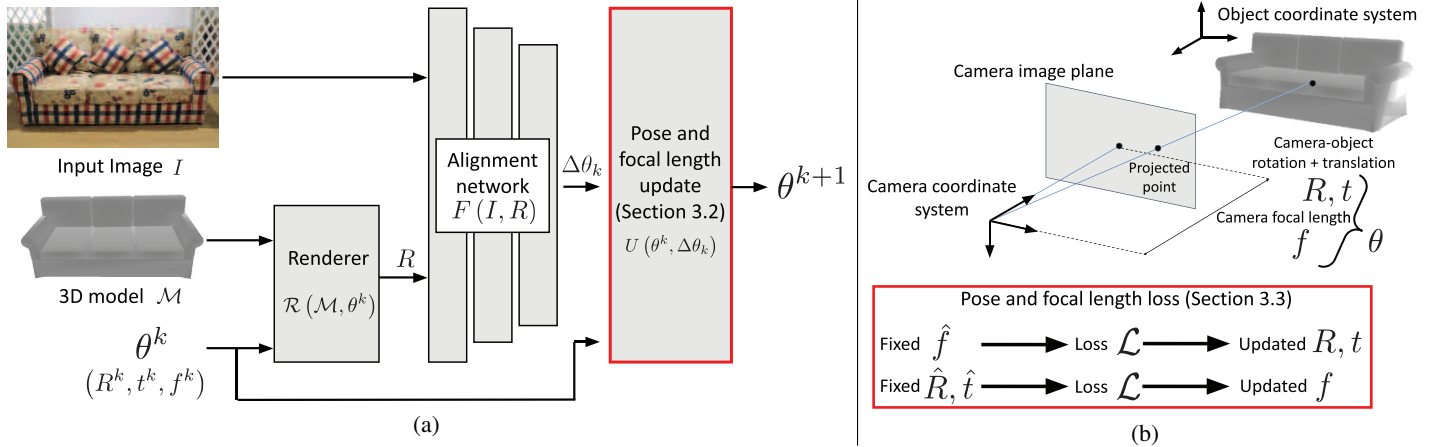 Input Image I
3D model ℳ
θ^k
(R^k, t^k, f^k)
Renderer
ℛ (ℳ, θ^k)
R
Alignment
network
F (I, R)
Δθ_k
Pose and
focal length
update
(Section 3.2)
U (θ^k, Δθ_k)
θ^{k+1}
(a)
Object coordinate system
Camera image plane
Projected
point
Camera coordinate
system
Camera-object
rotation + translation
R, t
Camera focal length
f
θ
Pose and focal length loss (Section 3.3)
Fixed f̂ Loss ℒ Updated R, t
Fixed R̂, t̂ Loss ℒ Updated f
(b)